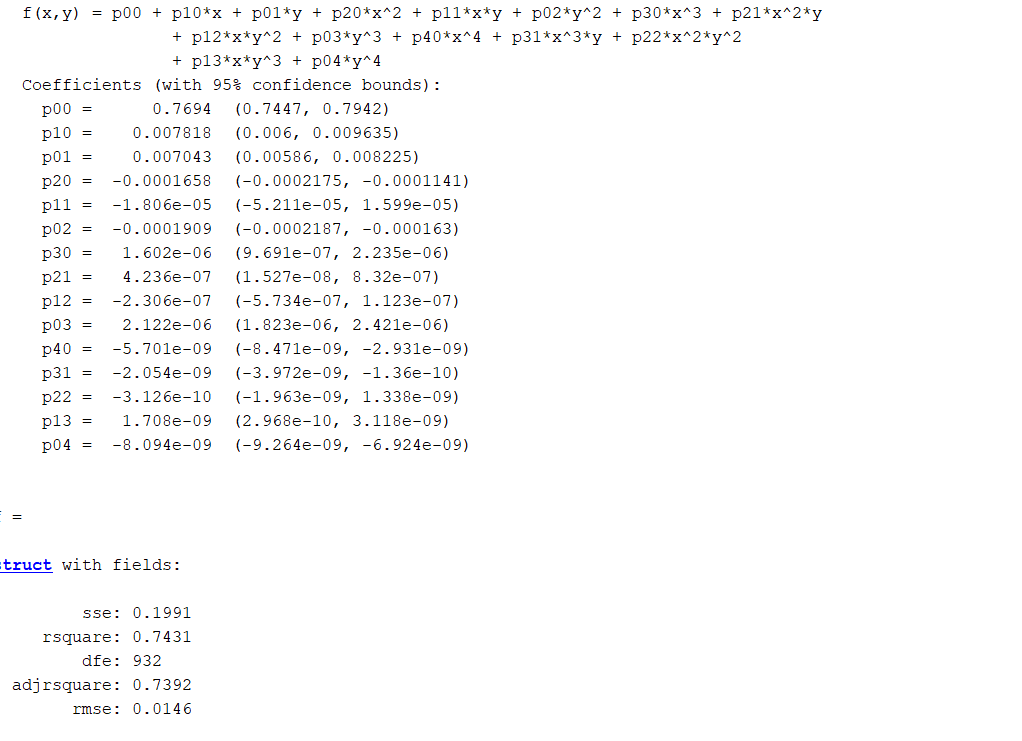 f(x,y) = p00 + p10*x + p01*y + p20*x^2 + p11*x*y + p02*y^2 + p30*x^3 + p21*x^2*y
+ p12*x*y^2 + p03*y^3 + p40*x^4 + p31*x^3*y + p22*x^2*y^2
+ p13*x*y^3 + p04*y^4
Coefficients (with 95% confidence bounds):
p00 = 0.7694 (0.7447, 0.7942)
p10 = 0.007818 (0.006, 0.009635)
p01 = 0.007043 (0.00586, 0.008225)
p20 = -0.0001658 (-0.0002175, -0.0001141)
p11 = -1.806e-05 (-5.211e-05, 1.599e-05)
p02 = -0.0001909 (-0.0002187, -0.000163)
p30 = 1.602e-06 (9.691e-07, 2.235e-06)
p21 = 4.236e-07 (1.527e-08, 8.32e-07)
p12 = -2.306e-07 (-5.734e-07, 1.123e-07)
p03 = 2.122e-06 (1.823e-06, 2.421e-06)
p40 = -5.701e-09 (-8.471e-09, -2.931e-09)
p31 = -2.054e-09 (-3.972e-09, -1.36e-10)
p22 = -3.126e-10 (-1.963e-09, 1.338e-09)
p13 = 1.708e-09 (2.968e-10, 3.118e-09)
p04 = -8.094e-09 (-9.264e-09, -6.924e-09)
=
truct with fields:
sse: 0.1991
rsquare: 0.7431
dfe: 932
adjrsquare: 0.7392
rmse: 0.0146